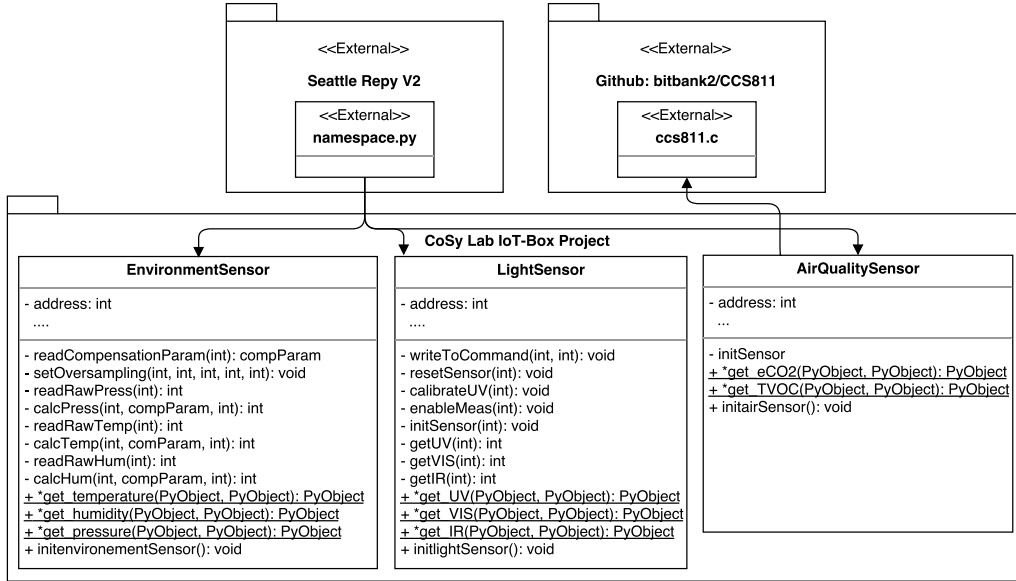 <<External>>
Seattle Repy V2
<<External>>
namespace.py
<<External>>
Github: bitbank2/CCS811
<<External>>
ccs811.c
CoSy Lab IoT-Box Project
EnvironmentSensor
- address: int
....
- readCompensationParam(int): compParam
- setOversampling(int, int, int, int, int): void
- readRawPress(int): int
- calcPress(int, compParam, int): int
- readRawTemp(int): int
- calcTemp(int, comParam, int): int
- readRawHum(int): int
- calcHum(int, compParam, int): int
+ *get_temperature(PyObject, PyObject): PyObject
+ *get_humidity(PyObject, PyObject): PyObject
+ *get_pressure(PyObject, PyObject): PyObject
+ initenvironementSensor(): void
LightSensor
- address: int
....
- writeToCommand(int, int): void
- resetSensor(int): void
- calibrateUV(int): void
- enableMeas(int): void
- initSensor(int): void
- getUV(int): int
- getVIS(int): int
- getIR(int): int
+ *get_UV(PyObject, PyObject): PyObject
+ *get_VIS(PyObject, PyObject): PyObject
+ *get_IR(PyObject, PyObject): PyObject
+ initlightSensor(): void
AirQualitySensor
- address: int
...
- initSensor
+ *get_eCO2(PyObject, PyObject): PyObject
+ *get_TVOC(PyObject, PyObject): PyObject
+ initairSensor(): void